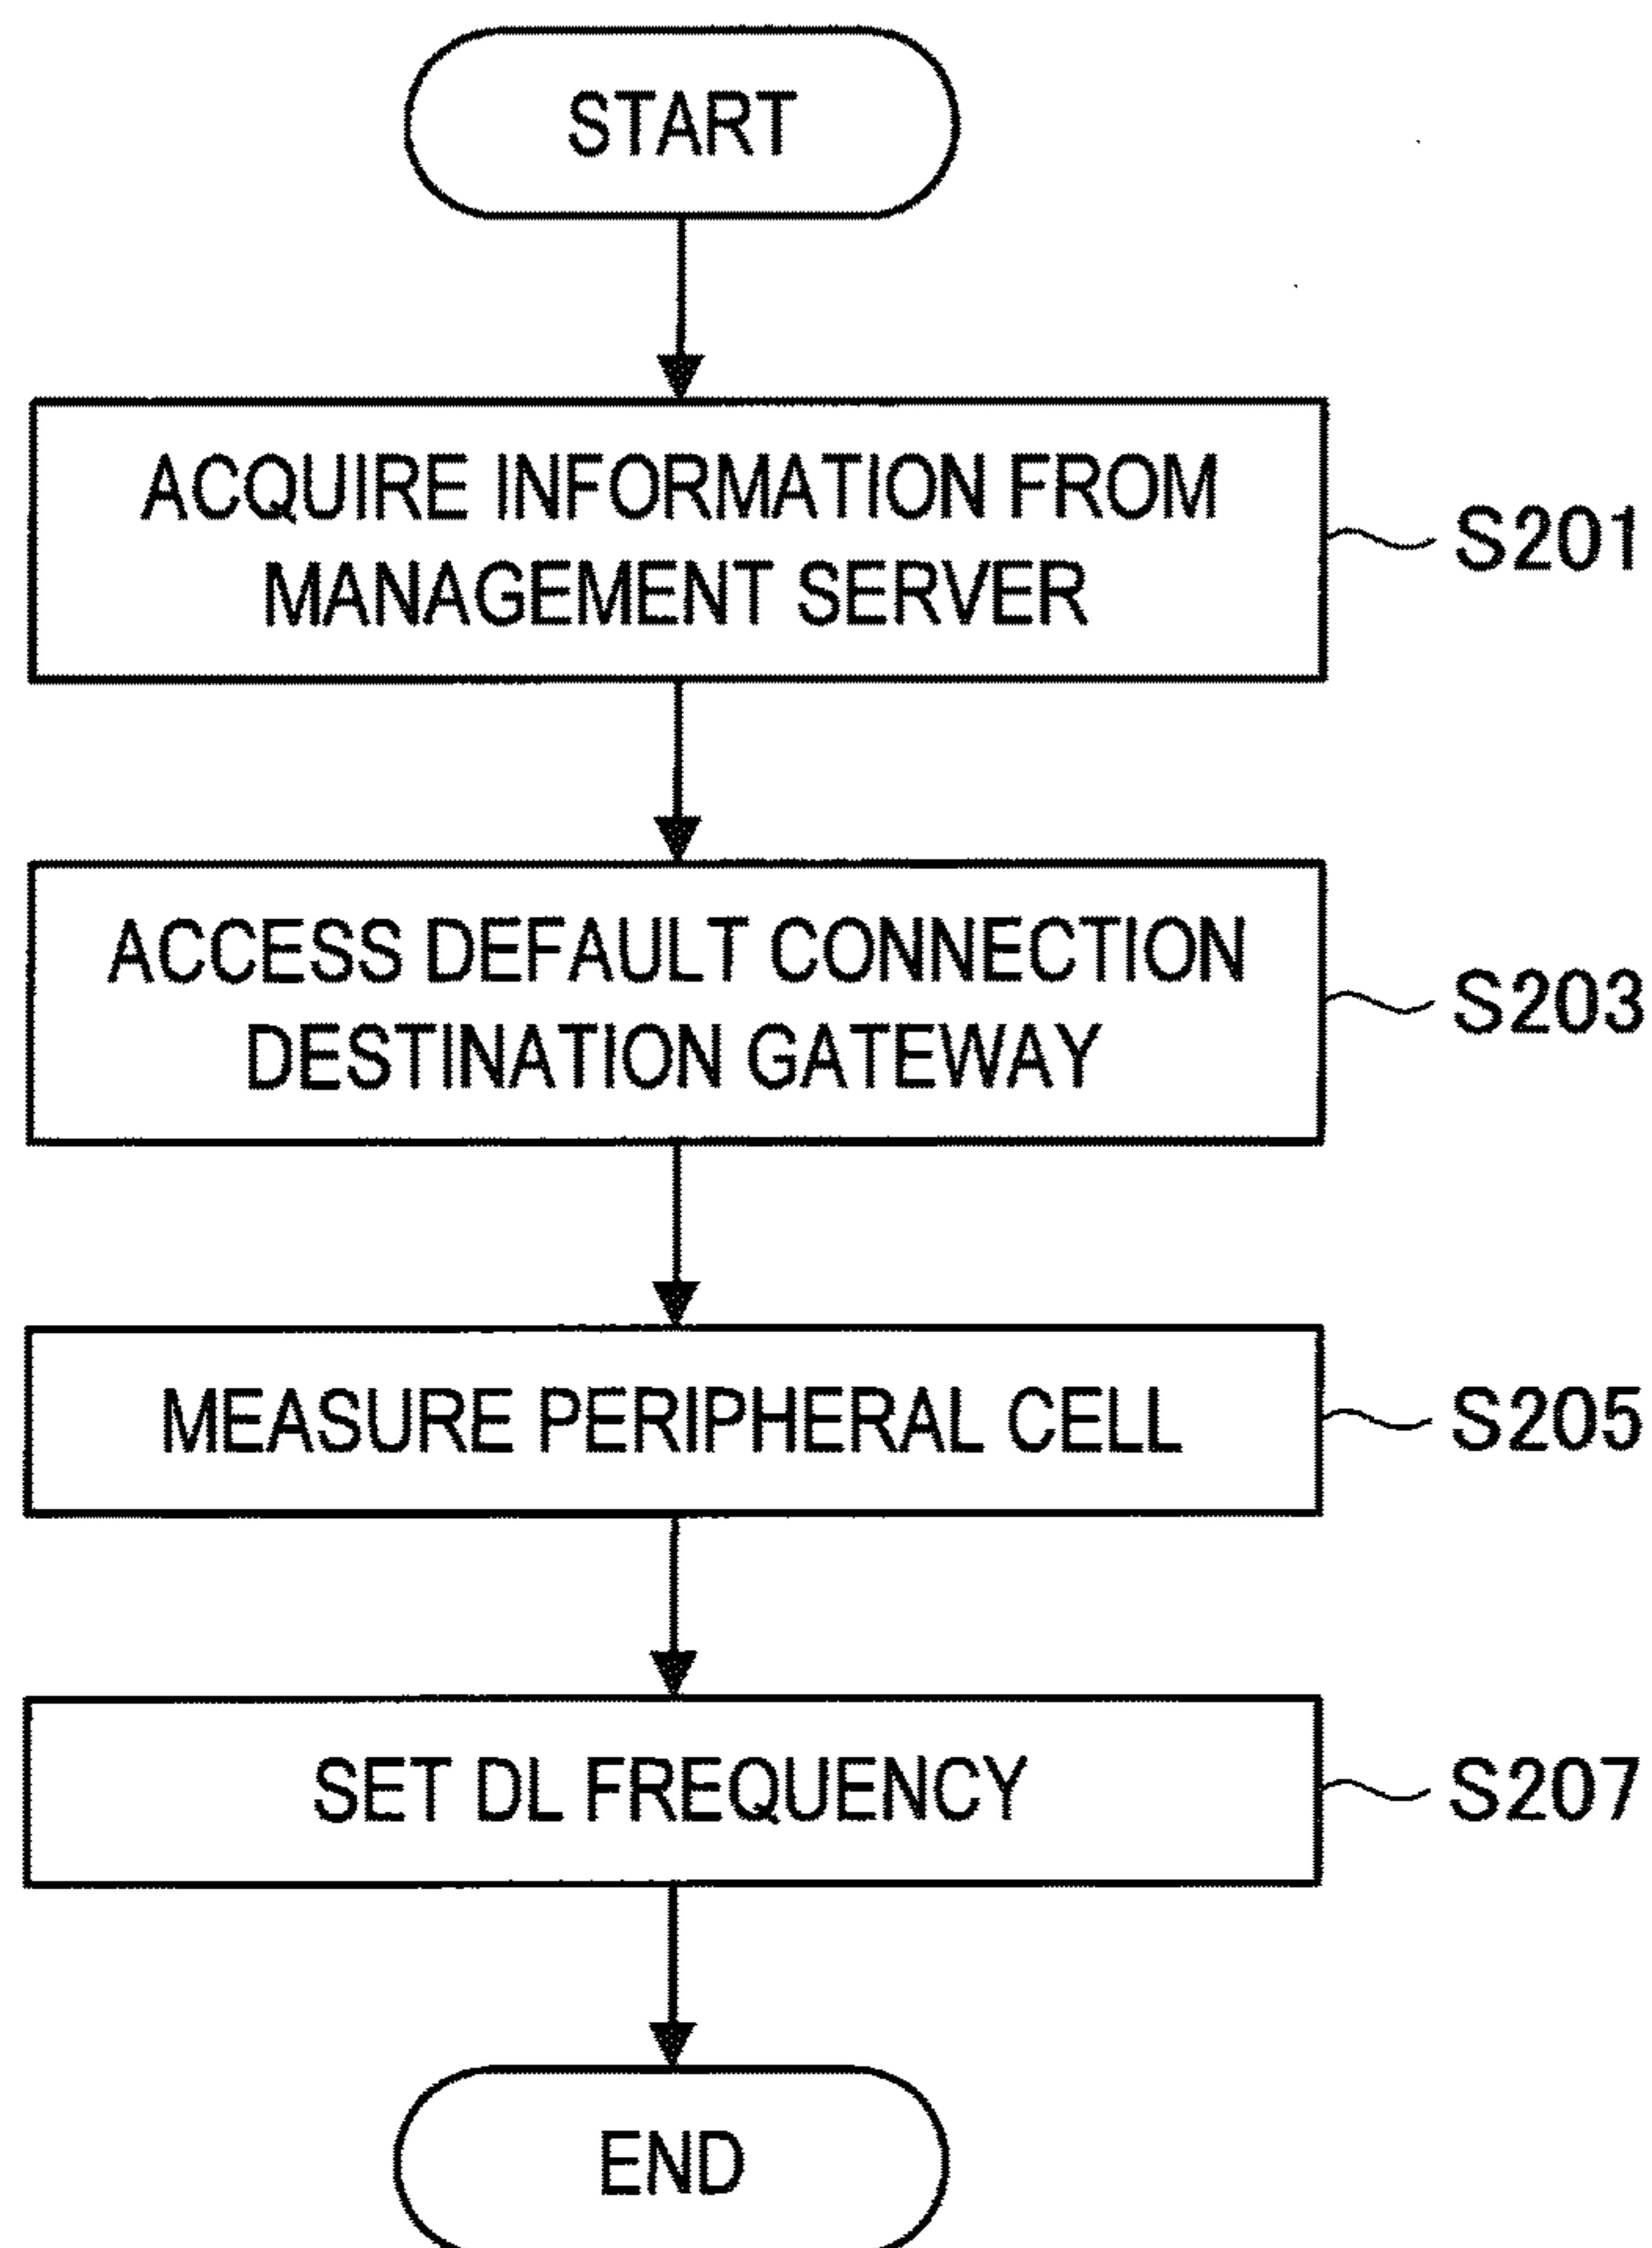 START
ACQUIRE INFORMATION FROM
MANAGEMENT SERVER
S201
ACCESS DEFAULT CONNECTION
DESTINATION GATEWAY
S203
MEASURE PERIPHERAL CELL
S205
SET DL FREQUENCY
S207
END